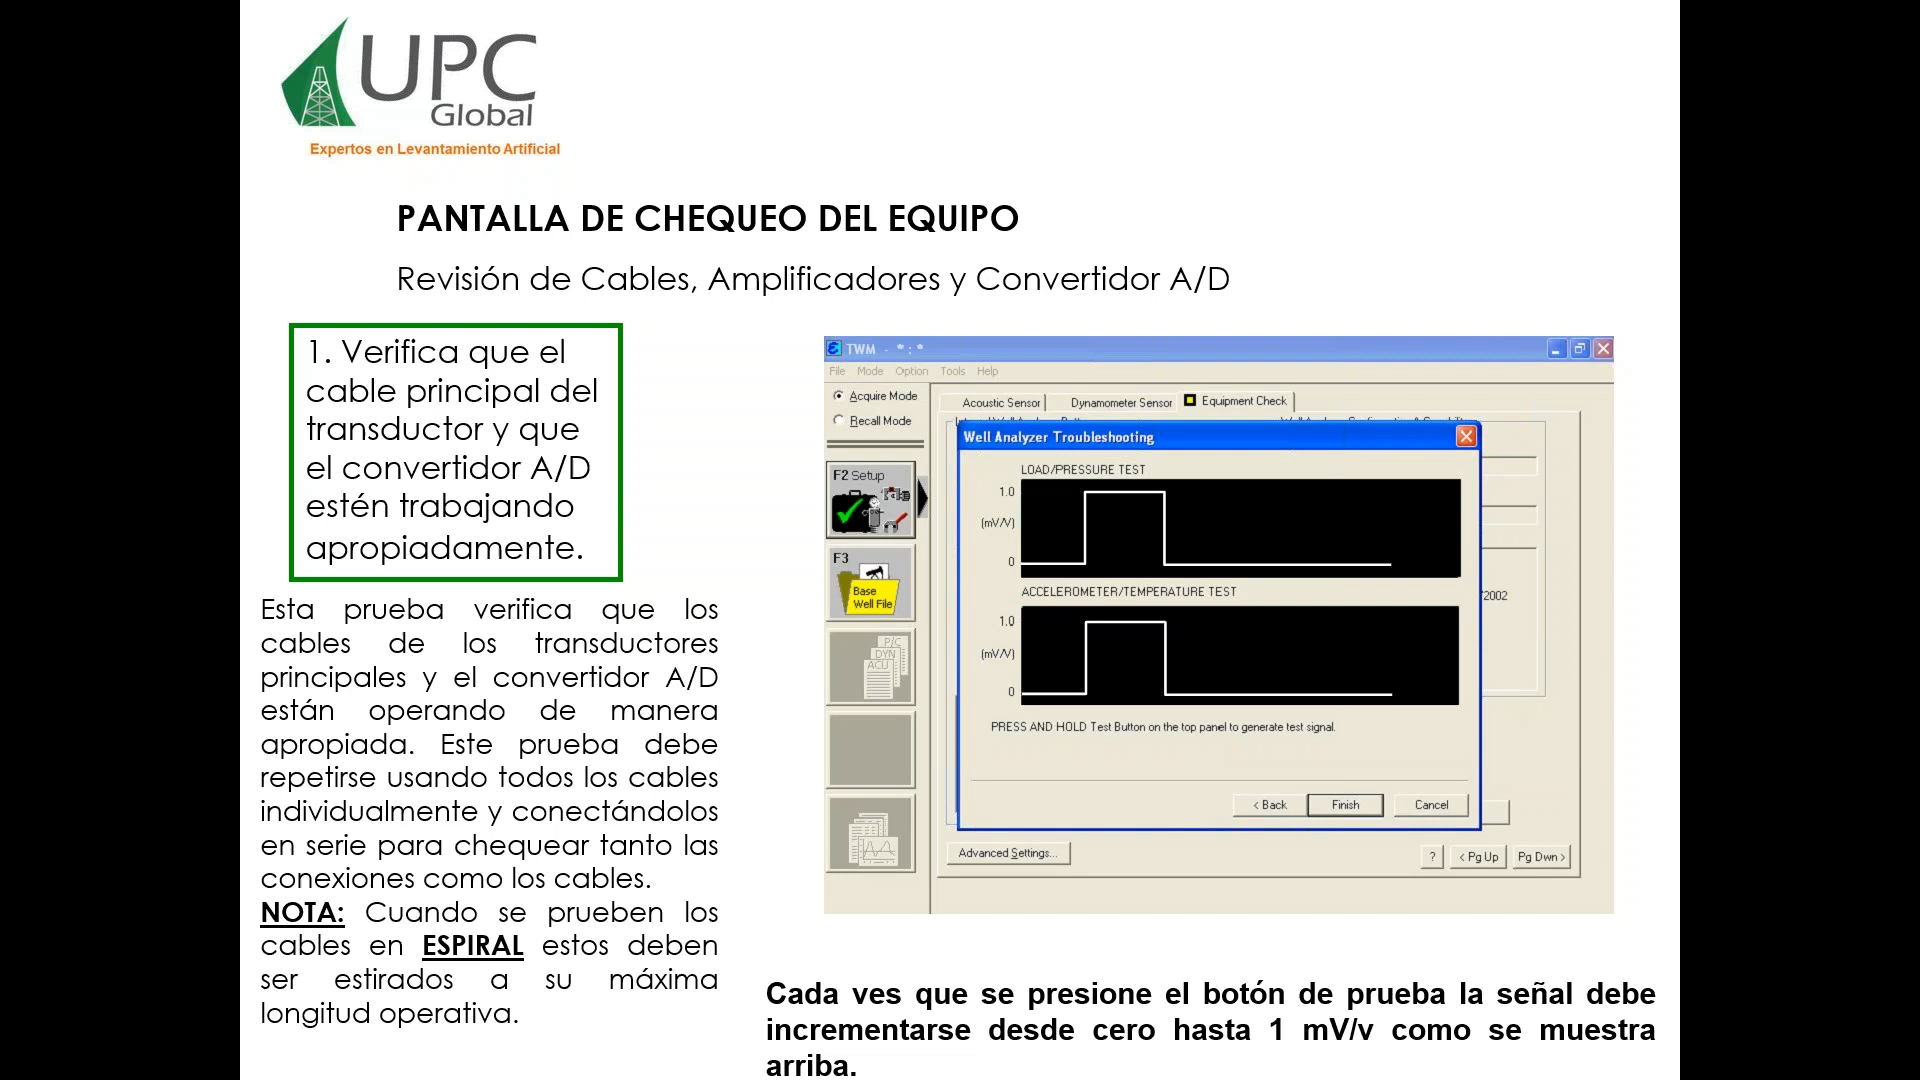 UPC
Global
Expertos en Levantamiento Artificial
PANTALLA DE CHEQUEO DEL EQUIPO
Revisión de Cables, Amplificadores y Convertidor A/D
1. Verifica que el
cable principal del
transductor y que
el convertidor A/D
estén trabajando
apropiadamente.
Esta prueba verifica que los
cables de los transductores
principales y el convertidor A/D
están operando de manera
apropiada. Este prueba debe
repetirse usando todos los cables
individualmente y conectándolos
en serie para chequear tanto las
conexiones como los cables.
NOTA: Cuando se prueben los
cables en ESPIRAL estos deben
ser estirados a su máxima
longitud operativa.
TWM - * : *
File Mode Option Tools Help
Acquire Mode
Recall Mode
F2 Setup
F3
Base
Well File
P/C
DYN
ACU
Acoustic Sensor
Dynamometer Sensor
Equipment Check
Well Analyzer Troubleshooting
LOAD/PRESSURE TEST
1.0
(mV/V)
0
ACCELEROMETER/TEMPERATURE TEST
1.0
(mV/V)
0
PRESS AND HOLD Test Button on the top panel to generate test signal.
< Back
Finish
Cancel
/2002
Advanced Settings...
?
< Pg Up
Pg Dwn >
Cada ves que se presione el botón de prueba la señal debe
incrementarse desde cero hasta 1 mV/v como se muestra
arriba.